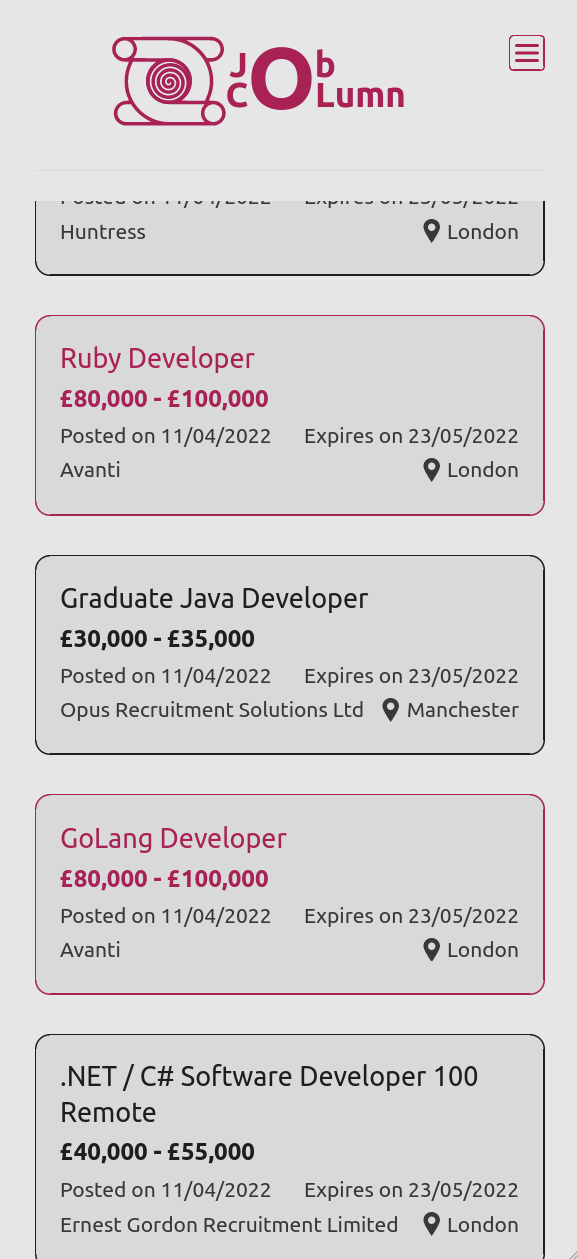 JOb
COLumn
Posted on 11/04/2022 Expires on 23/05/2022
Huntress London
Ruby Developer
£80,000 - £100,000
Posted on 11/04/2022 Expires on 23/05/2022
Avanti London
Graduate Java Developer
£30,000 - £35,000
Posted on 11/04/2022 Expires on 23/05/2022
Opus Recruitment Solutions Ltd Manchester
GoLang Developer
£80,000 - £100,000
Posted on 11/04/2022 Expires on 23/05/2022
Avanti London
.NET / C# Software Developer 100
Remote
£40,000 - £55,000
Posted on 11/04/2022 Expires on 23/05/2022
Ernest Gordon Recruitment Limited London